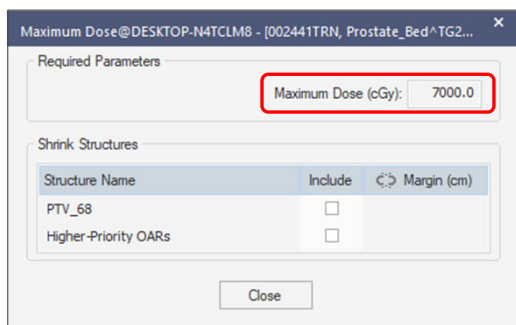 Maximum Dose@DESKTOP-N4TCLM8 - [002441TRN, Prostate_Bed^TG2...
Required Parameters
Maximum Dose (cGy): 7000.0
Shrink Structures
Structure Name Include Margin (cm)
PTV_68
Higher-Priority OARs
Close